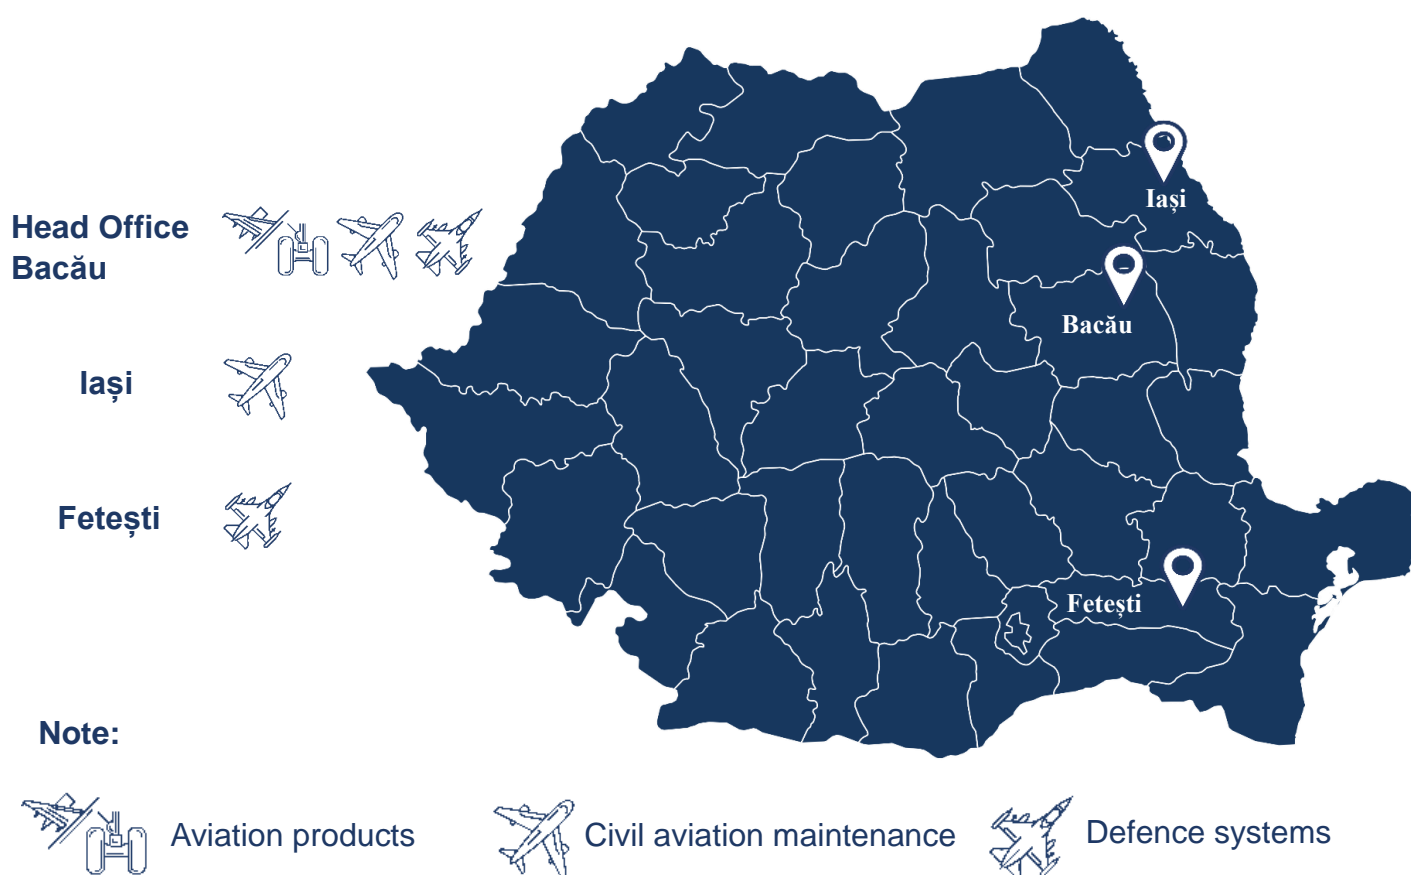 Head Office
Bacău
Iași
Fetești
Iași
Bacău
Fetești
Note:
Aviation products
Civil aviation maintenance
Defence systems